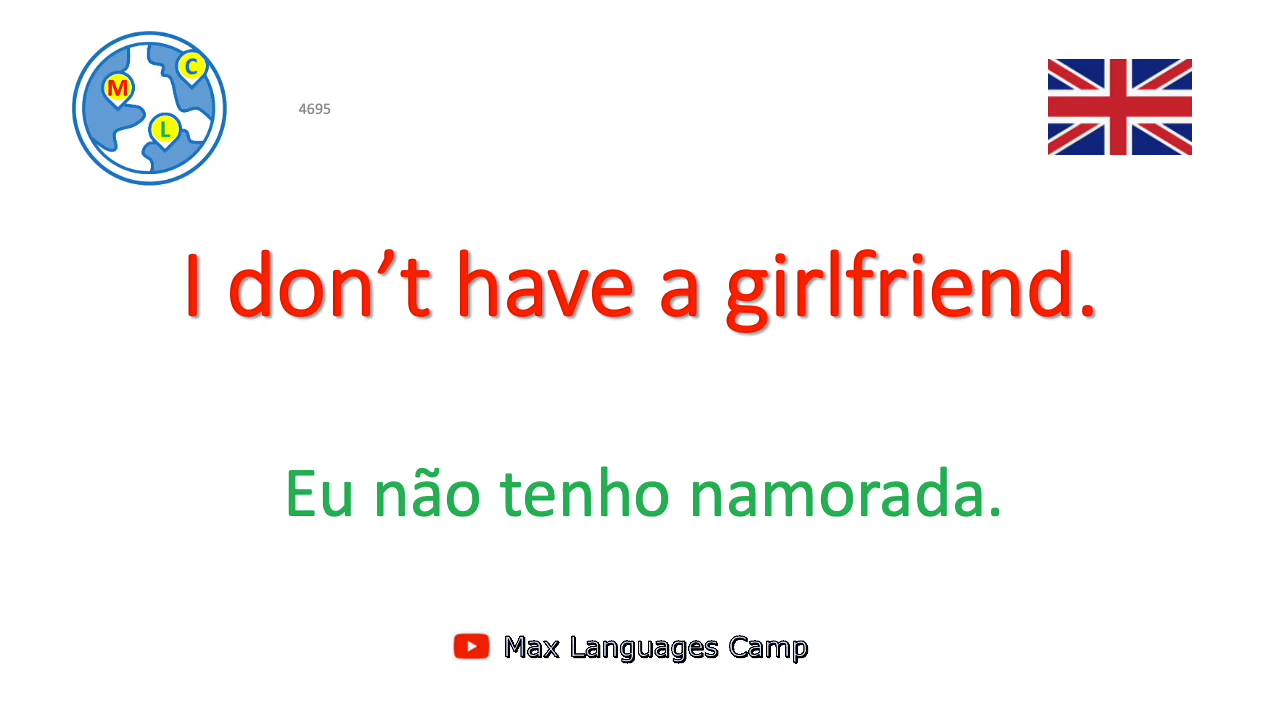 M
C
L
4695
I don’t have a girlfriend.
Eu não tenho namorada.
Max Languages Camp